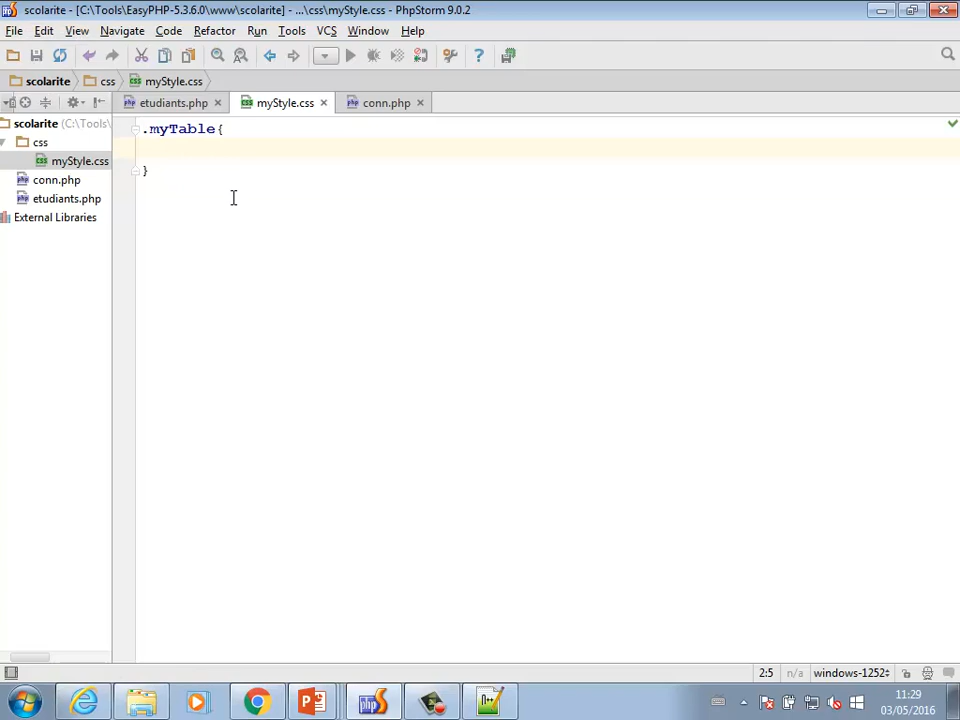 scolarite - [C:\Tools\EasyPHP-5.3.6.0\www\scolarite] - ...\css\myStyle.css - PhpStorm 9.0.2
File Edit View Navigate Code Refactor Run Tools VCS Window Help
scolarite css myStyle.css
etudiants.php myStyle.css conn.php
scolarite (C:\Tools\
css
myStyle.css
conn.php
etudiants.php
External Libraries
.myTable{
}
2:5 n/a windows-1252
11:29
03/05/2016